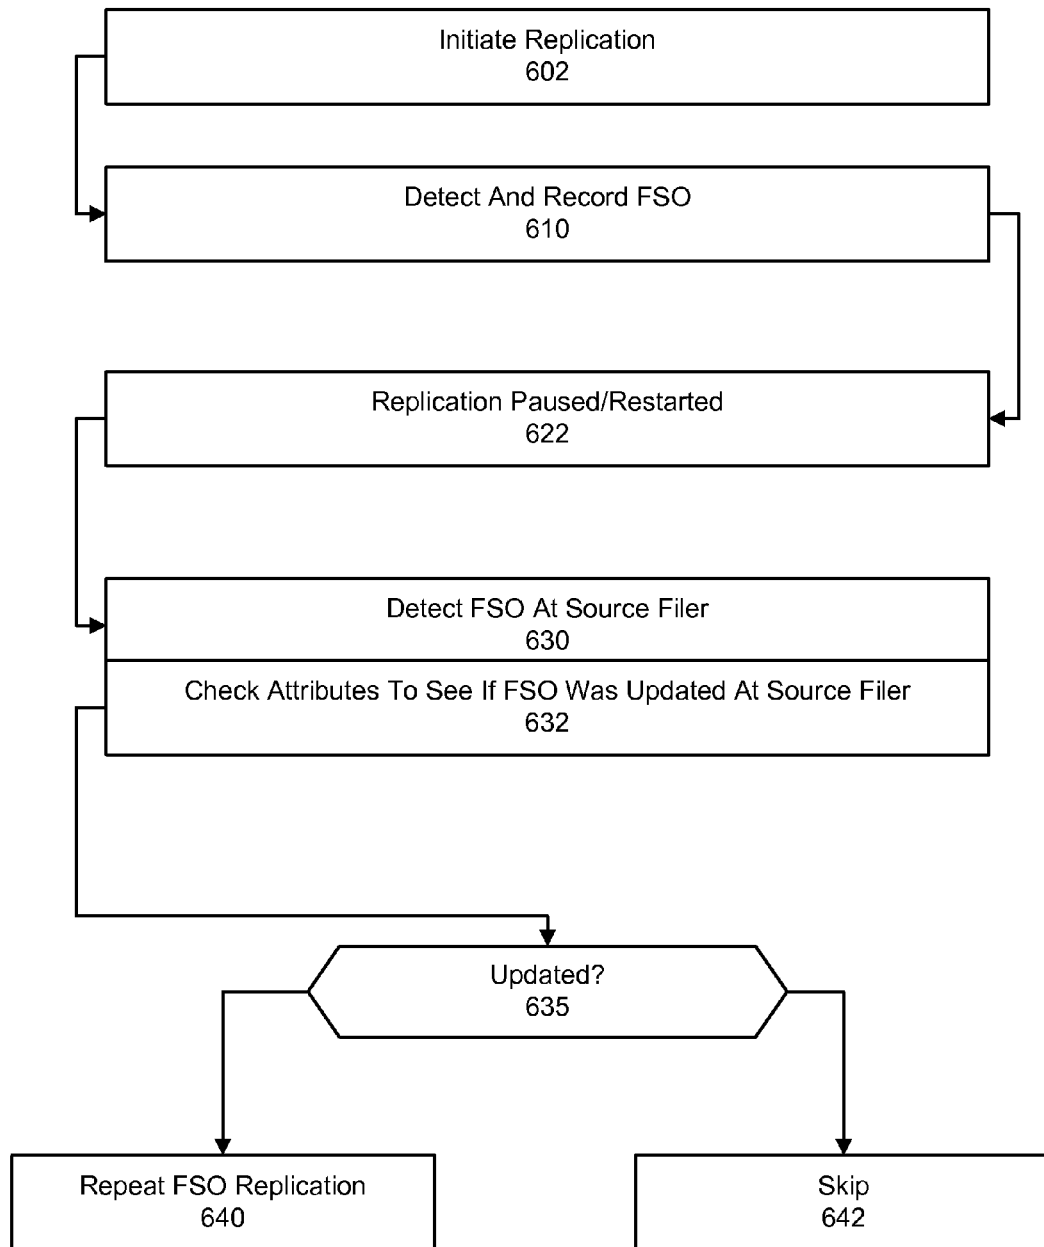 Initiate Replication
602
Detect And Record FSO
610
Replication Paused/Restarted
622
Detect FSO At Source Filer
630
Check Attributes To See If FSO Was Updated At Source Filer
632
Updated?
635
Repeat FSO Replication
640
Skip
642